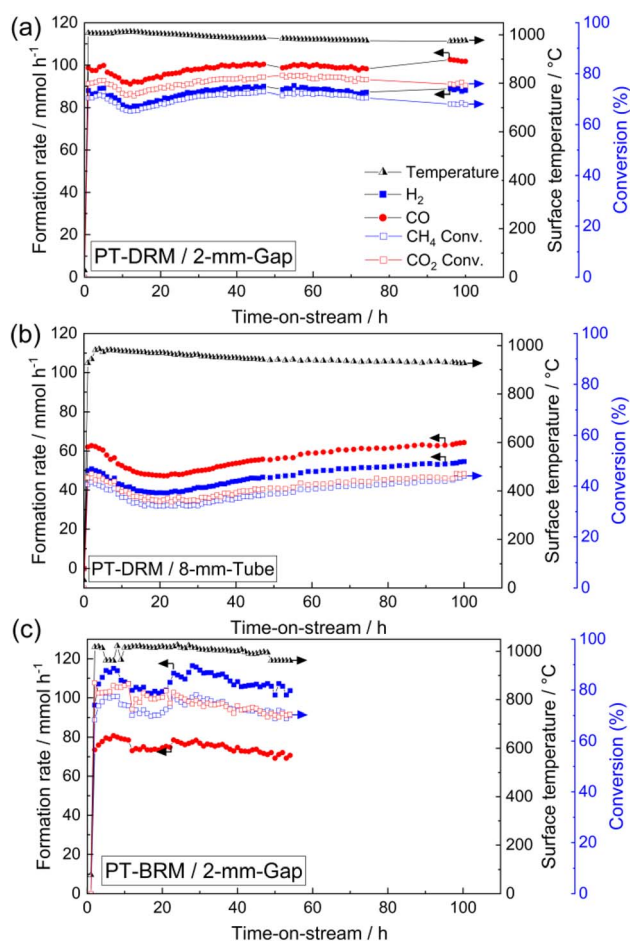 (a)
Formation rate / mmol h⁻¹
120
100
80
60
40
20
0
Temperature
H₂
CO
CH₄ Conv.
CO₂ Conv.
PT-DRM / 2-mm-Gap
1000
800
600
400
200
0
Surface temperature / °C
100
80
60
40
20
0
Conversion (%)
0 20 40 60 80 100
Time-on-stream / h
(b)
Formation rate / mmol h⁻¹
120
100
80
60
40
20
0
PT-DRM / 8-mm-Tube
1000
800
600
400
200
0
Surface temperature / °C
100
80
60
40
20
0
Conversion (%)
0 20 40 60 80 100
Time-on-stream / h
(c)
Formation rate / mmol h⁻¹
120
100
80
60
40
20
0
PT-BRM / 2-mm-Gap
1000
800
600
400
200
0
Surface temperature / °C
100
80
60
40
20
0
Conversion (%)
0 20 40 60 80 100
Time-on-stream / h